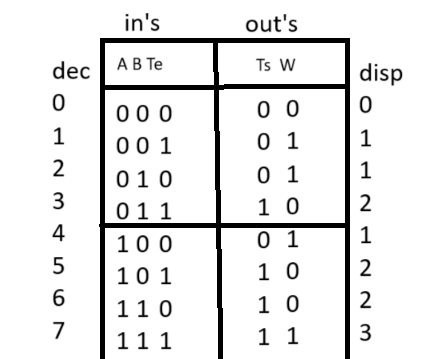 in's out's
dec A B Te Ts W disp
0 0 0 0 0 0 0
1 0 0 1 0 1 1
2 0 1 0 0 1 1
3 0 1 1 1 0 2
4 1 0 0 0 1 1
5 1 0 1 1 0 2
6 1 1 0 1 0 2
7 1 1 1 1 1 3